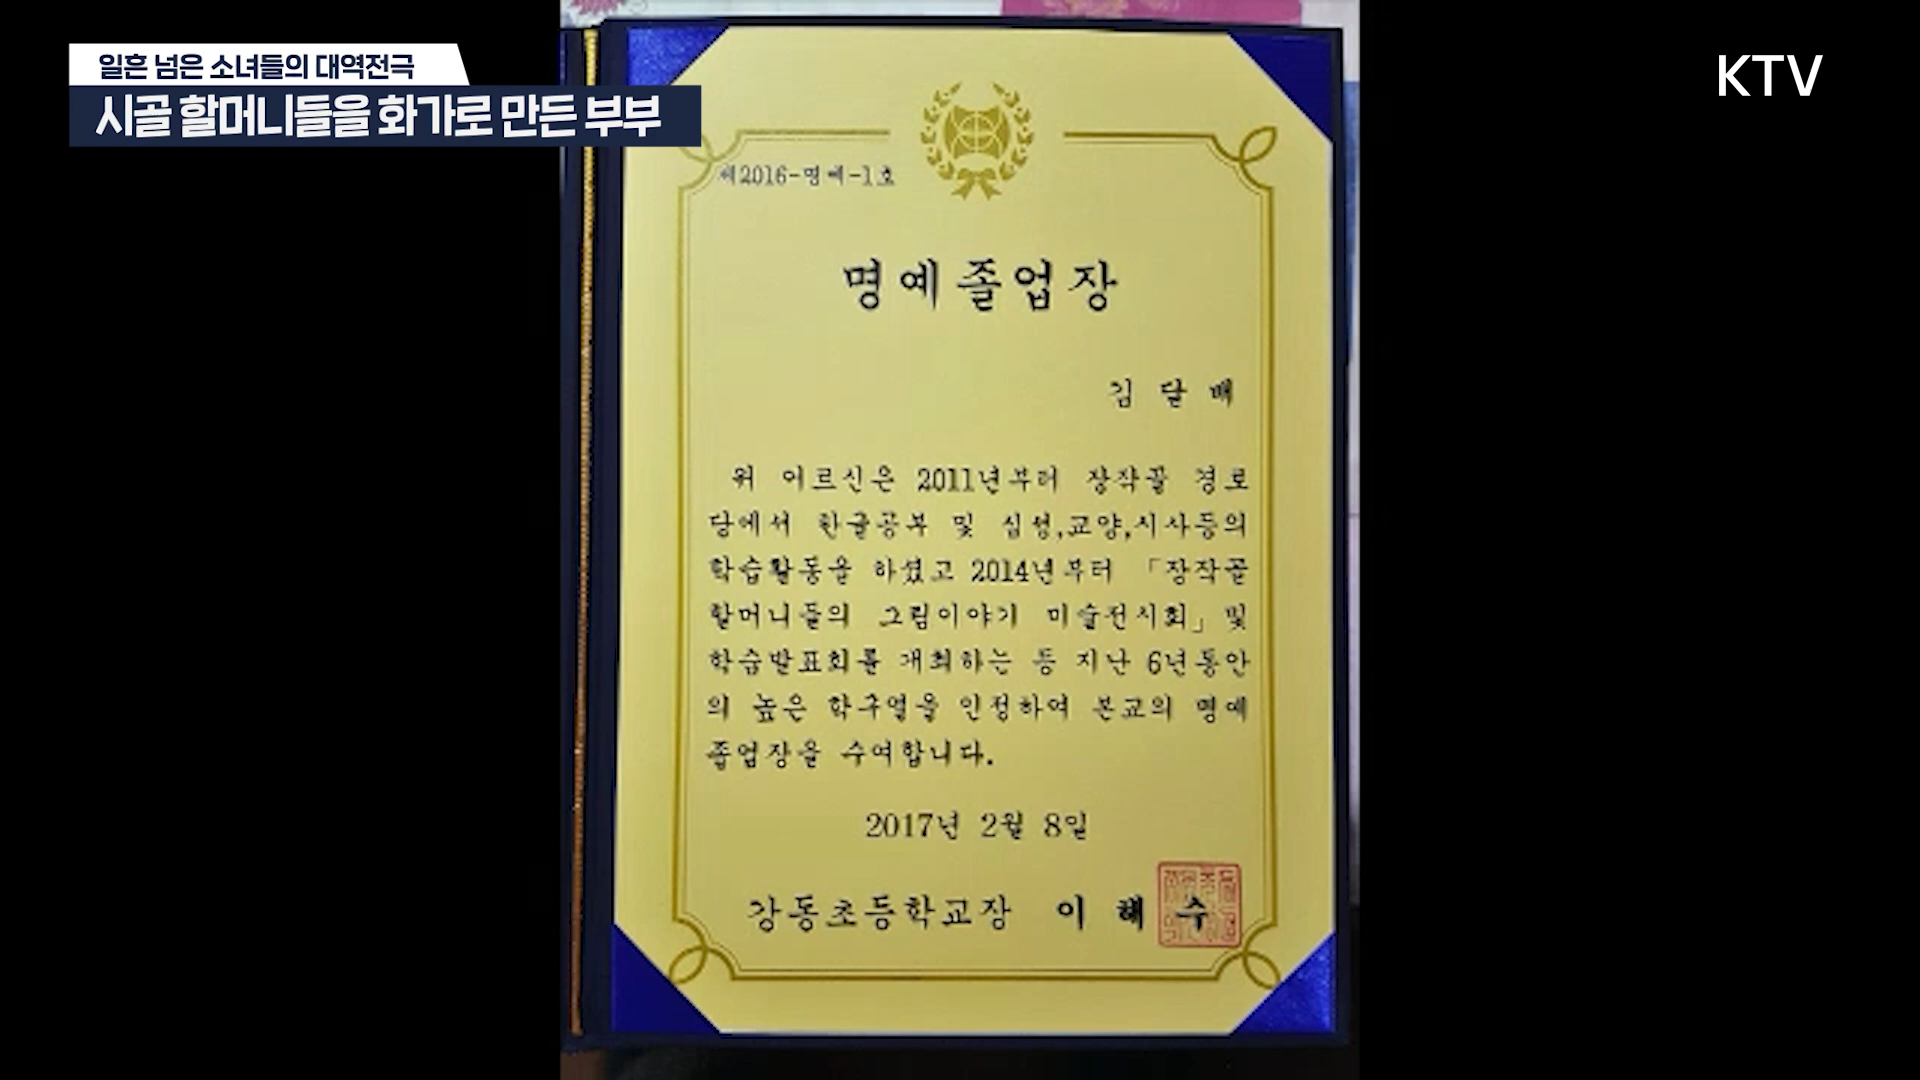 일흔 넘은 소녀들의 대역전극
시골 할머니들을 화가로 만든 부부
KTV
제2016-명예-1호
명예졸업장
김 달 배
위 어르신은 2011년부터 장작골 경로
당에서 한글공부 및 심성,교양,시사등의
학습활동을 하셨고 2014년부터 「장작골
할머니들의 그림이야기 미술전시회」및
학습발표회를 개최하는 등 지난 6년동안
의 높은 학구열을 인정하여 본교의 명예
졸업장을 수여합니다.
2017년 2월 8일
강동초등학교장 이 해 수